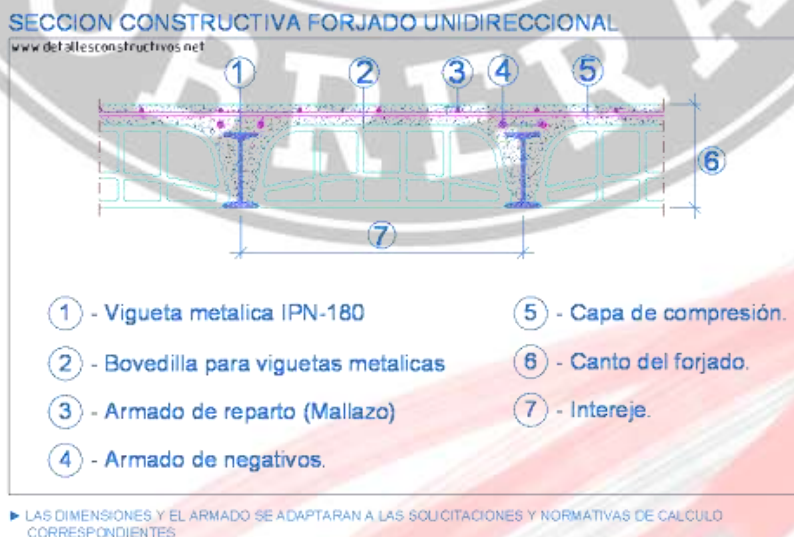 SECCION CONSTRUCTIVA FORJADO UNIDIRECCIONAL
www.detallesconstructivos.net
1 2 3 4 5
6
7
1 - Vigueta metalica IPN-180
2 - Bovedilla para viguetas metalicas
3 - Armado de reparto (Mallazo)
4 - Armado de negativos.
5 - Capa de compresión.
6 - Canto del forjado.
7 - Intereje.
► LAS DIMENSIONES Y EL ARMADO SE ADAPTARAN A LAS SOLICITACIONES Y NORMATIVAS DE CALCULO
CORRESPONDIENTES